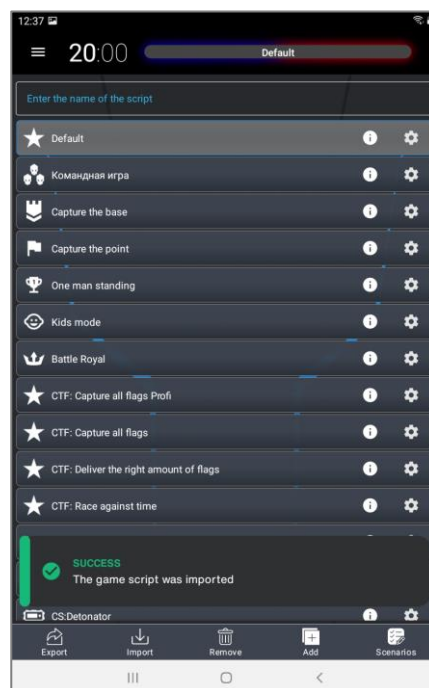 12:37
20:00
Default
Enter the name of the script
Default
Командная игра
Capture the base
Capture the point
One man standing
Kids mode
Battle Royal
CTF: Capture all flags Profi
CTF: Capture all flags
CTF: Deliver the right amount of flags
CTF: Race against time
SUCCESS
The game script was imported
CS:Detonator
Export
Import
Remove
Add
Scenarios